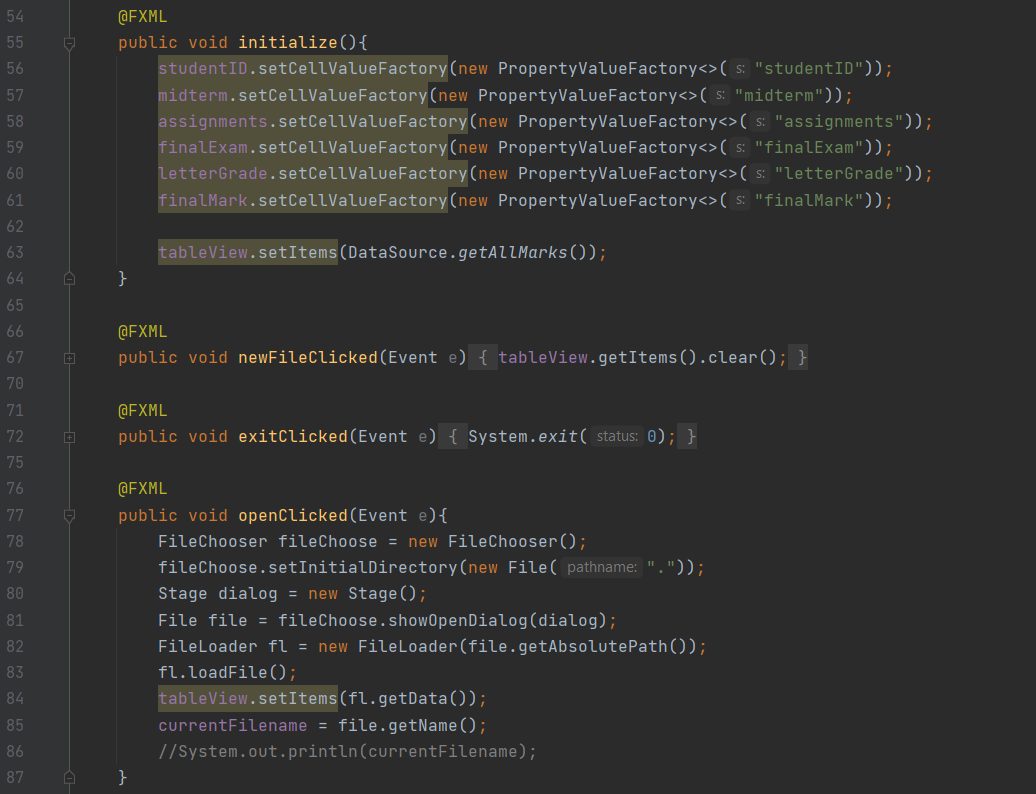 54 @FXML
55 public void initialize(){
56 studentID.setCellValueFactory(new PropertyValueFactory<>( s: "studentID"));
57 midterm.setCellValueFactory(new PropertyValueFactory<>( s: "midterm"));
58 assignments.setCellValueFactory(new PropertyValueFactory<>( s: "assignments"));
59 finalExam.setCellValueFactory(new PropertyValueFactory<>( s: "finalExam"));
60 letterGrade.setCellValueFactory(new PropertyValueFactory<>( s: "letterGrade"));
61 finalMark.setCellValueFactory(new PropertyValueFactory<>( s: "finalMark"));
62
63 tableView.setItems(DataSource.getAllMarks());
64 }
65
66 @FXML
67 public void newFileClicked(Event e) { tableView.getItems().clear(); }
70
71 @FXML
72 public void exitClicked(Event e) { System.exit( status: 0); }
75
76 @FXML
77 public void openClicked(Event e){
78 FileChooser fileChoose = new FileChooser();
79 fileChoose.setInitialDirectory(new File( pathname: "."));
80 Stage dialog = new Stage();
81 File file = fileChoose.showOpenDialog(dialog);
82 FileLoader fl = new FileLoader(file.getAbsolutePath());
83 fl.loadFile();
84 tableView.setItems(fl.getData());
85 currentFilename = file.getName();
86 //System.out.println(currentFilename);
87 }